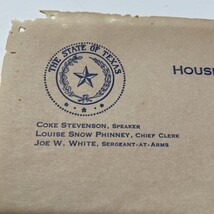 THE STATE OF TEXAS
HOUS
COKE STEVENSON, SPEAKER
LOUISE SNOW PHINNEY, CHIEF CLERK
JOE W. WHITE, SERGEANT-AT-ARMS